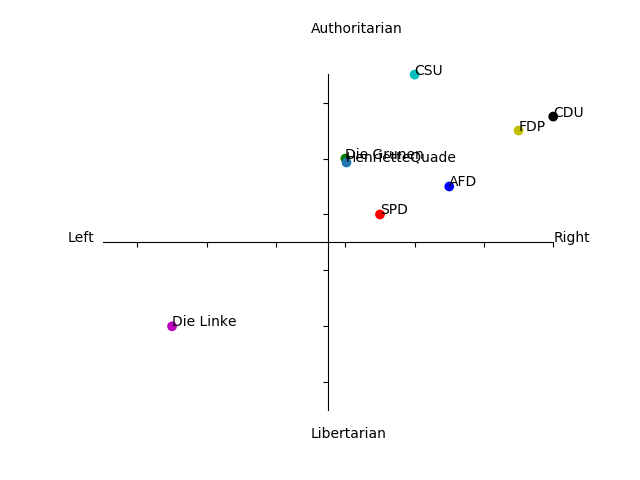 Authoritarian
CSU
CDU
FDP
Die Grunen
HenrietteQuade
AFD
SPD
Left
Right
Die Linke
Libertarian